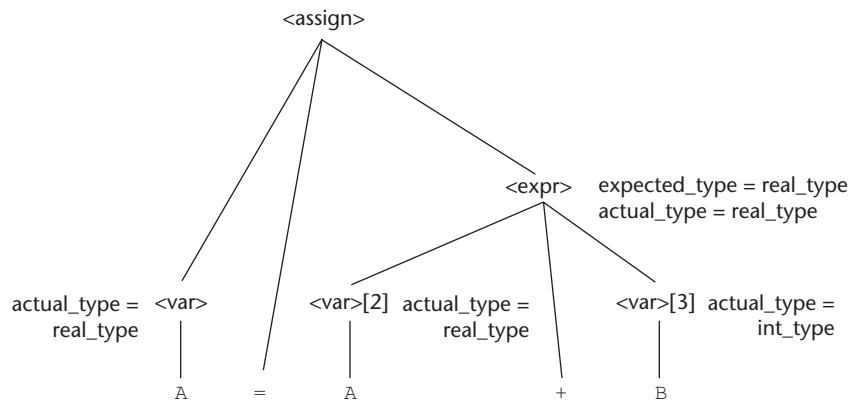 <assign>
<expr> expected_type = real_type
actual_type = real_type
actual_type = <var> <var>[2] actual_type = <var>[3] actual_type =
real_type real_type int_type
A = A + B